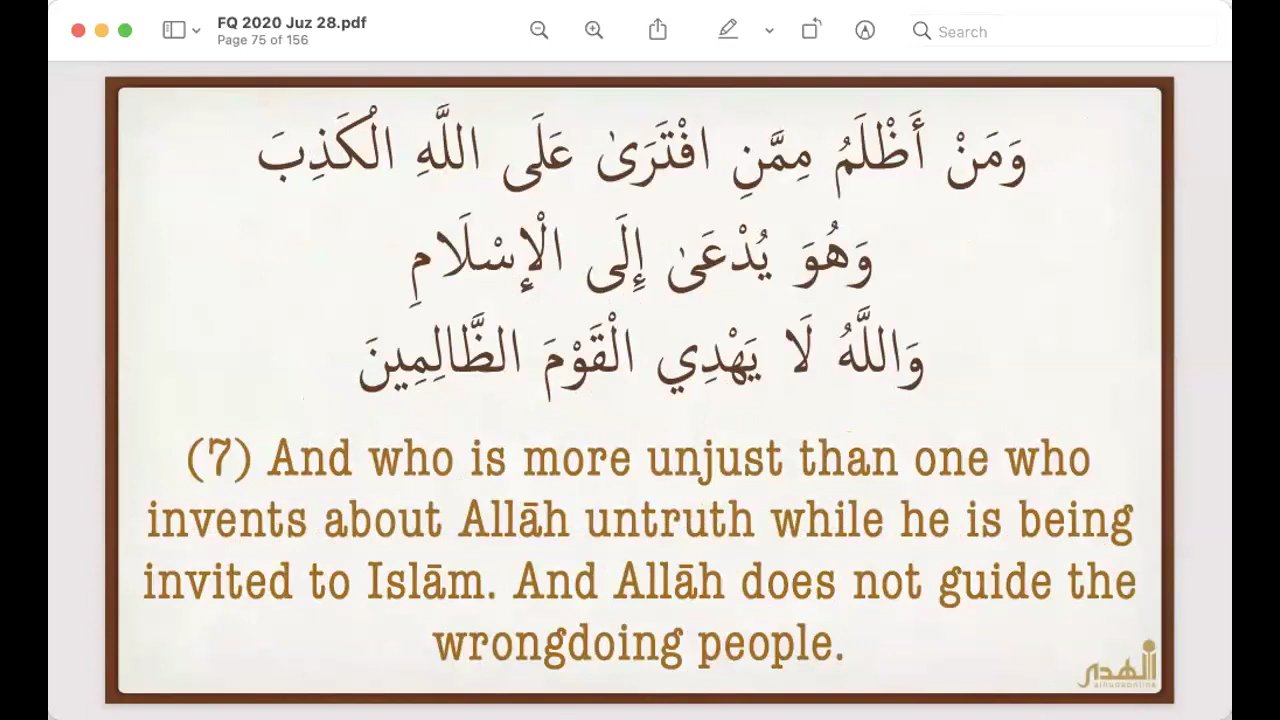 FQ 2020 Juz 28.pdf
Page 75 of 156
Search
وَمَنْ أَظْلَمُ مِمَّنِ افْتَرَىٰ عَلَى اللَّهِ الْكَذِبَ
وَهُوَ يُدْعَىٰ إِلَى الْإِسْلَامِ
وَاللَّهُ لَا يَهْدِي الْقَوْمَ الظَّالِمِينَ
(7) And who is more unjust than one who
invents about Allāh untruth while he is being
invited to Islām. And Allāh does not guide the
wrongdoing people.
الهدى
alhudaonline